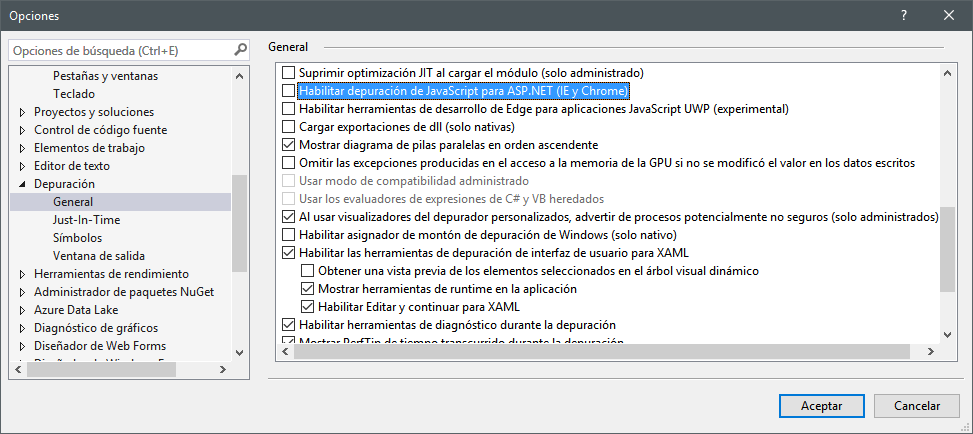 Opciones
?
Opciones de búsqueda (Ctrl+E)
Pestañas y ventanas
Teclado
Proyectos y soluciones
Control de código fuente
Elementos de trabajo
Editor de texto
Depuración
General
Just-In-Time
Símbolos
Ventana de salida
Herramientas de rendimiento
Administrador de paquetes NuGet
Azure Data Lake
Diagnóstico de gráficos
Diseñador de Web Forms
General
Suprimir optimización JIT al cargar el módulo (solo administrado)
Habilitar depuración de JavaScript para ASP.NET (IE y Chrome)
Habilitar herramientas de desarrollo de Edge para aplicaciones JavaScript UWP (experimental)
Cargar exportaciones de dll (solo nativas)
Mostrar diagrama de pilas paralelas en orden ascendente
Omitir las excepciones producidas en el acceso a la memoria de la GPU si no se modificó el valor en los datos escritos
Usar modo de compatibilidad administrado
Usar los evaluadores de expresiones de C# y VB heredados
Al usar visualizadores del depurador personalizados, advertir de procesos potencialmente no seguros (solo administrados)
Habilitar asignador de montón de depuración de Windows (solo nativo)
Habilitar las herramientas de depuración de interfaz de usuario para XAML
Obtener una vista previa de los elementos seleccionados en el árbol visual dinámico
Mostrar herramientas de runtime en la aplicación
Habilitar Editar y continuar para XAML
Habilitar herramientas de diagnóstico durante la depuración
Mostrar PerfTip de tiempo transcurrido durante la depuración
Aceptar
Cancelar